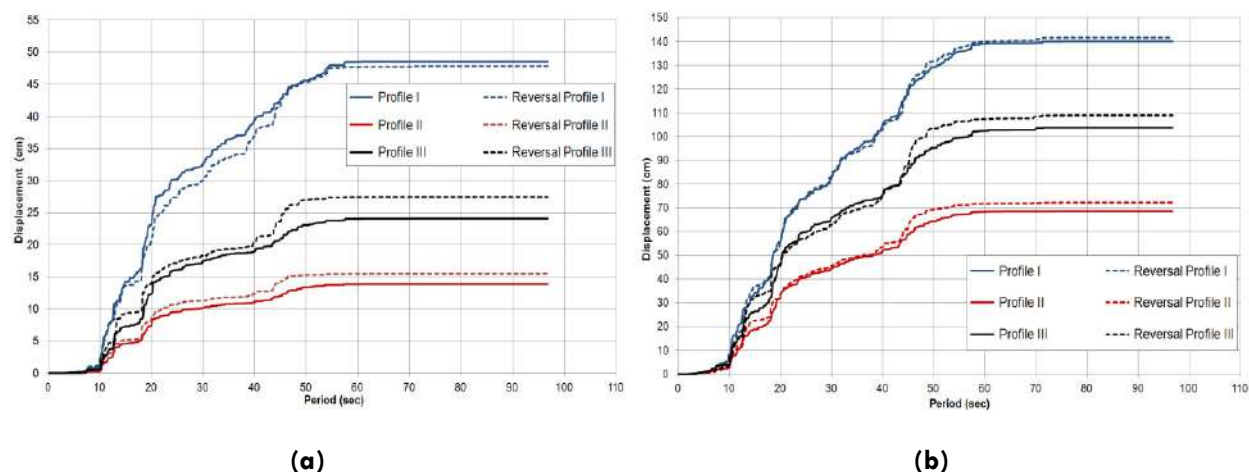 55
50
45
40
35
30
25
20
15
10
5
0
Displacement (cm)
0 10 20 30 40 50 60 70 80 90 100 110
Period (sec)
Profile I Reversal Profile I
Profile II Reversal Profile II
Profile III Reversal Profile III
(a)
150
140
130
120
110
100
90
80
70
60
50
40
30
20
10
0
Displacement (cm)
0 10 20 30 40 50 60 70 80 90 100 110
Period (sec)
Profile I Reversal Profile I
Profile II Reversal Profile II
Profile III Reversal Profile III
(b)